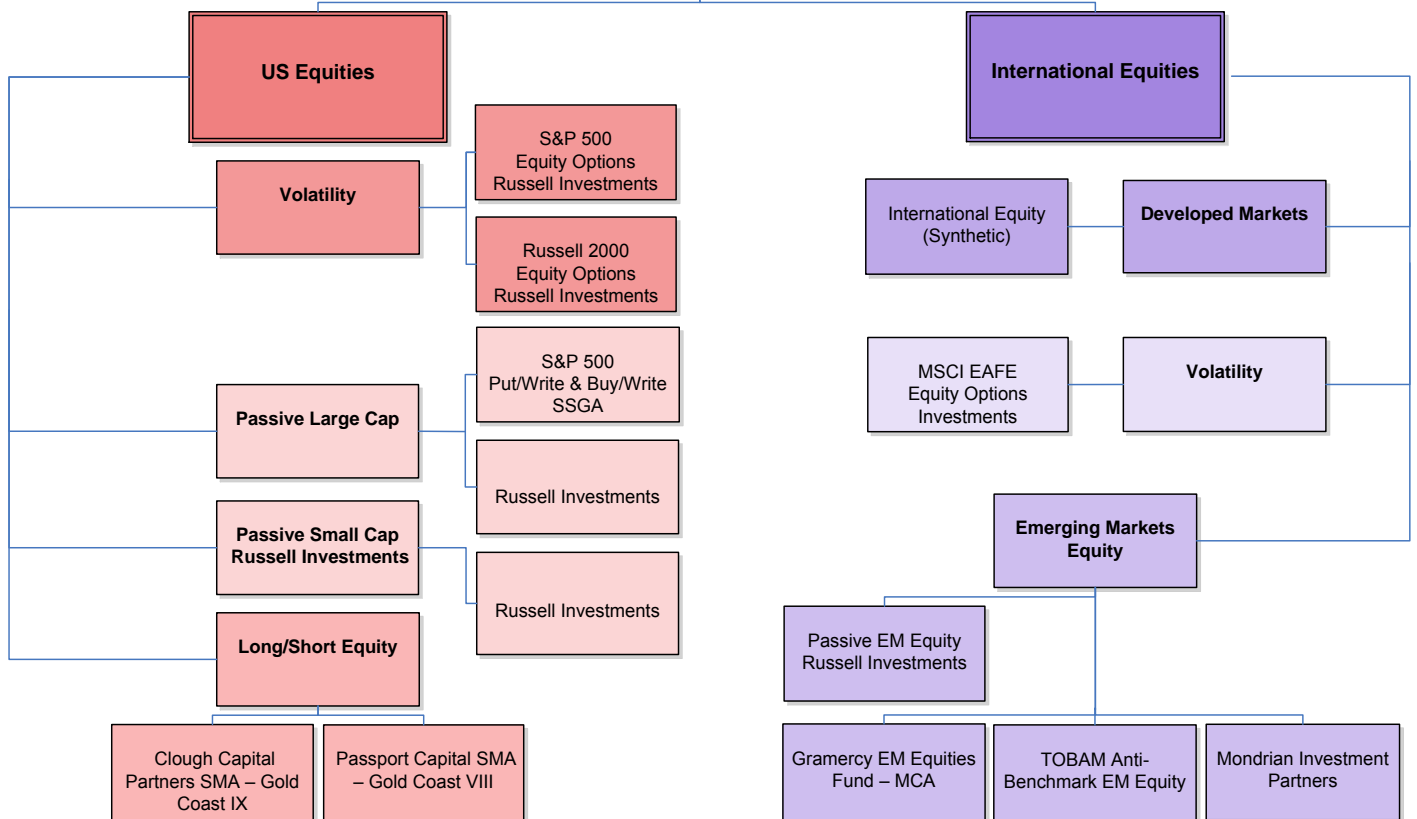 US Equities
Volatility
S&P 500
Equity Options
Russell Investments
Russell 2000
Equity Options
Russell Investments
Passive Large Cap
S&P 500
Put/Write & Buy/Write
SSGA
Russell Investments
Passive Small Cap
Russell Investments
Russell Investments
Long/Short Equity
Clough Capital
Partners SMA – Gold
Coast IX
Passport Capital SMA
– Gold Coast VIII
International Equities
International Equity
(Synthetic)
Developed Markets
MSCI EAFE
Equity Options
Investments
Volatility
Emerging Markets
Equity
Passive EM Equity
Russell Investments
Gramercy EM Equities
Fund – MCA
TOBAM Anti-
Benchmark EM Equity
Mondrian Investment
Partners